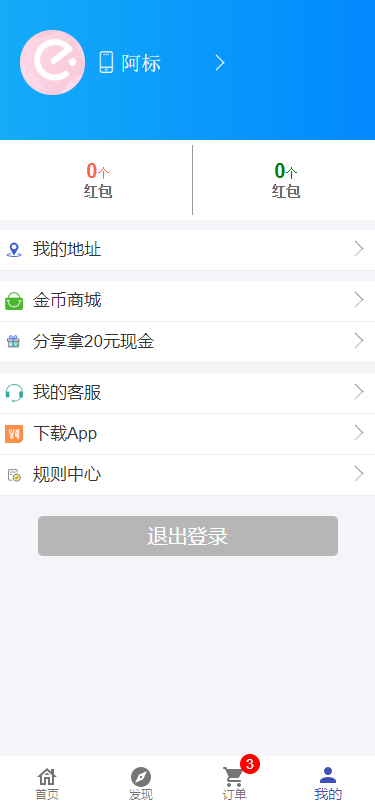 阿标
0个 0个
红包 红包
我的地址
金币商城
分享拿20元现金
我的客服
下载App
规则中心
退出登录
3
首页 发现 订单 我的